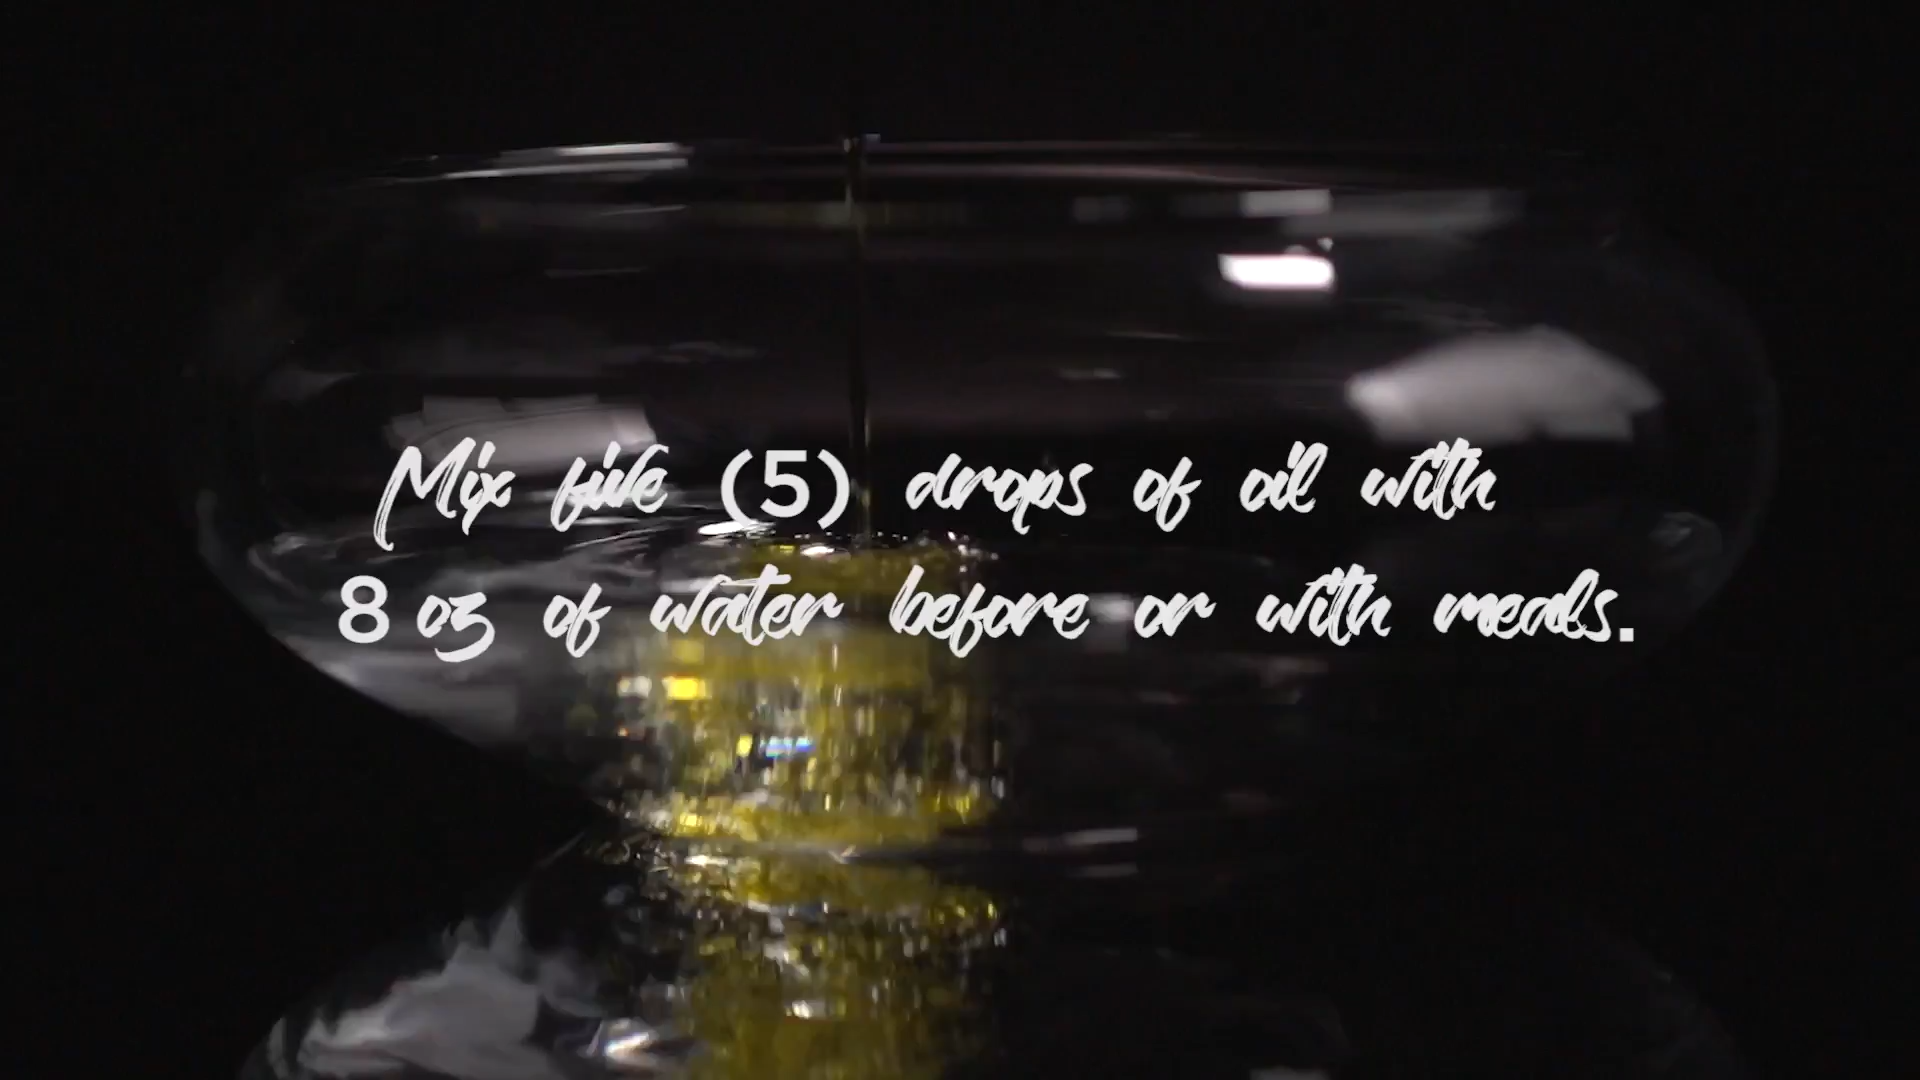 Mix five (5) drops of oil with
8 oz of water before or with meals.